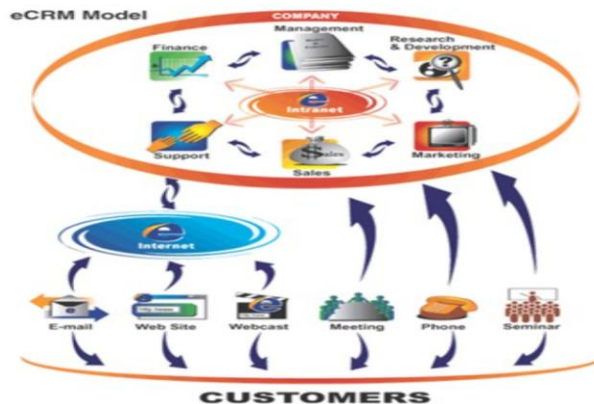 eCRM Model
COMPANY
Management
Finance
Research
& Development
Intranet
Support
Sales
Sales
Marketing
Internet
E-mail
Web Site
Webcast
Meeting
Phone
Seminar
CUSTOMERS